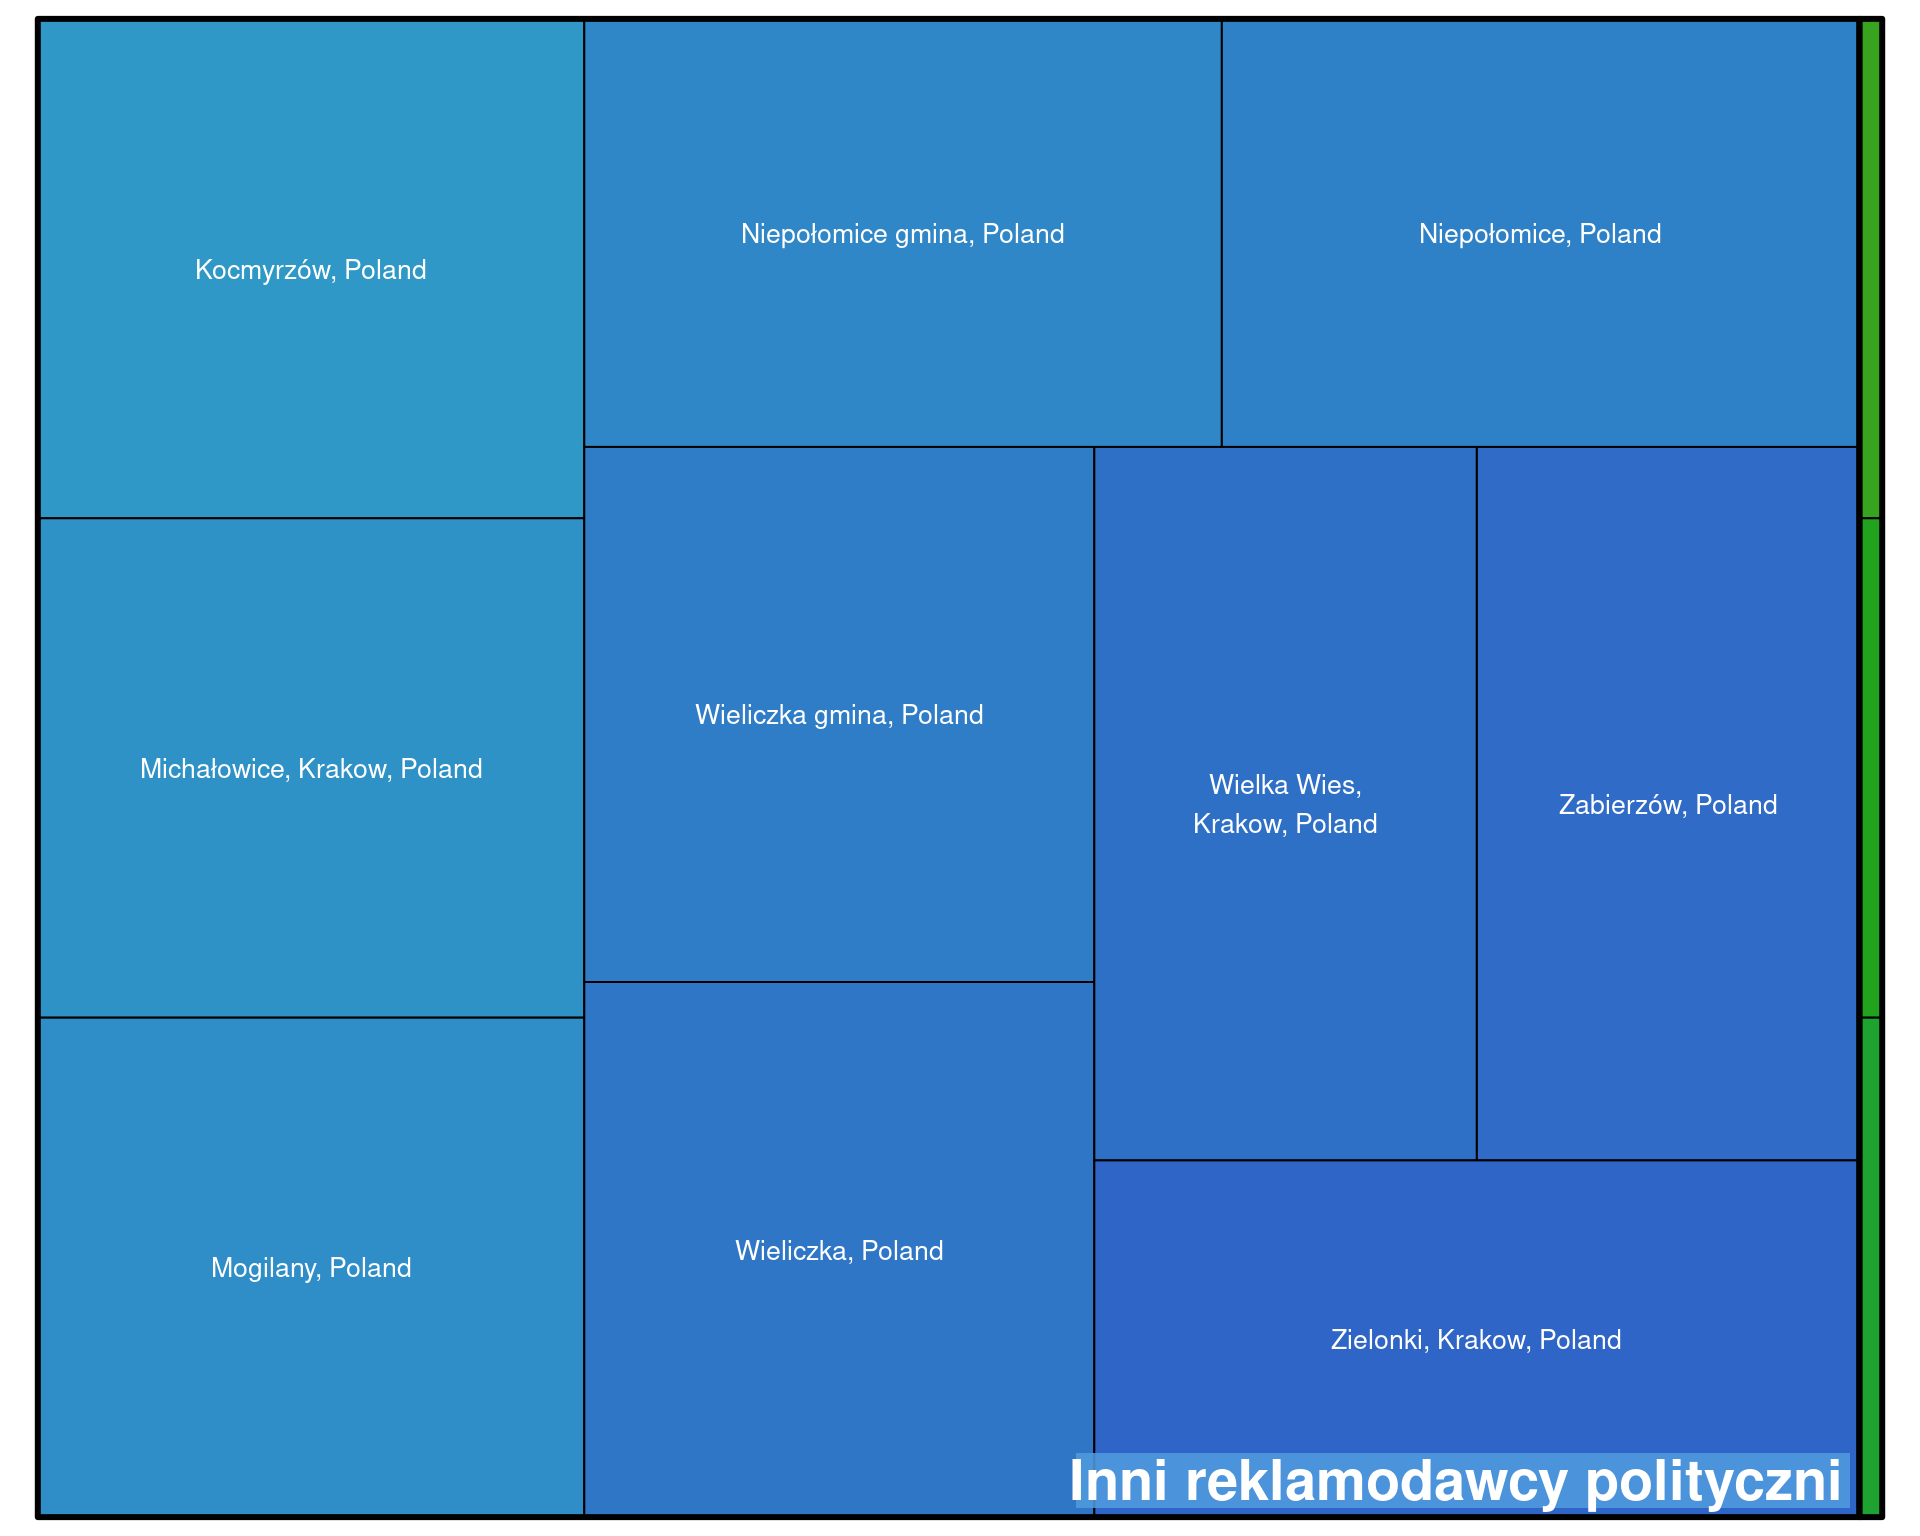 Kocmyrzów, Poland
Niepołomice gmina, Poland
Niepołomice, Poland
Michałowice, Krakow, Poland
Wieliczka gmina, Poland
Wielka Wies,
Krakow, Poland
Zabierzów, Poland
Mogilany, Poland
Wieliczka, Poland
Zielonki, Krakow, Poland
Inni reklamodawcy polityczni